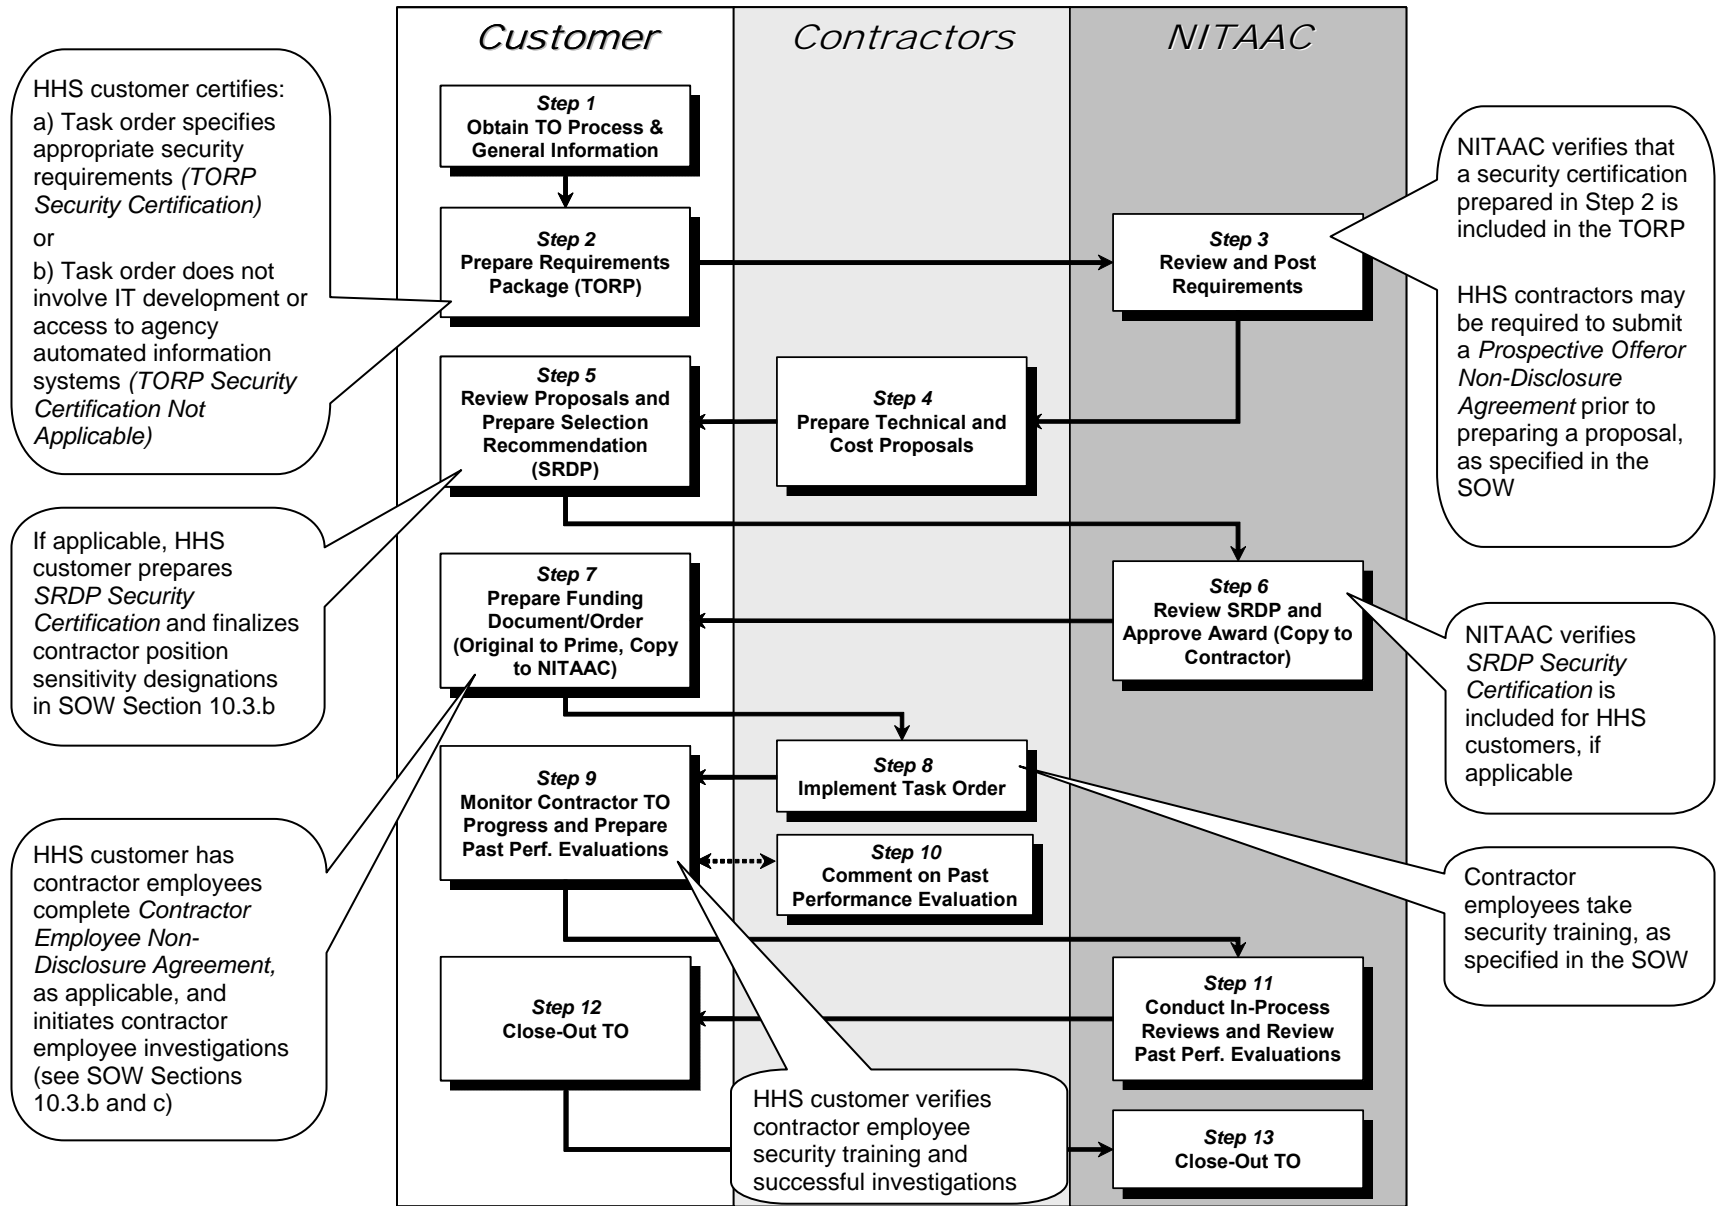 Customer
Contractors
NITAAC
HHS customer certifies:
a) Task order specifies
appropriate security
requirements (TORP
Security Certification)
or
b) Task order does not
involve IT development or
access to agency
automated information
systems (TORP Security
Certification Not
Applicable)
Step 1
Obtain TO Process &
General Information
Step 2
Prepare Requirements
Package (TORP)
Step 3
Review and Post
Requirements
NITAAC verifies that
a security certification
prepared in Step 2 is
included in the TORP
HHS contractors may
be required to submit
a Prospective Offeror
Non-Disclosure
Agreement prior to
preparing a proposal,
as specified in the
SOW
Step 4
Prepare Technical and
Cost Proposals
Step 5
Review Proposals and
Prepare Selection
Recommendation
(SRDP)
If applicable, HHS
customer prepares
SRDP Security
Certification and finalizes
contractor position
sensitivity designations
in SOW Section 10.3.b
Step 6
Review SRDP and
Approve Award (Copy to
Contractor)
NITAAC verifies
SRDP Security
Certification is
included for HHS
customers, if
applicable
Step 7
Prepare Funding
Document/Order
(Original to Prime, Copy
to NITAAC)
HHS customer has
contractor employees
complete Contractor
Employee Non-
Disclosure Agreement,
as applicable, and
initiates contractor
employee investigations
(see SOW Sections
10.3.b and c)
Step 8
Implement Task Order
Contractor
employees take
security training, as
specified in the SOW
Step 9
Monitor Contractor TO
Progress and Prepare
Past Perf. Evaluations
Step 10
Comment on Past
Performance Evaluation
HHS customer verifies
contractor employee
security training and
successful investigations
Step 11
Conduct In-Process
Reviews and Review
Past Perf. Evaluations
Step 12
Close-Out TO
Step 13
Close-Out TO